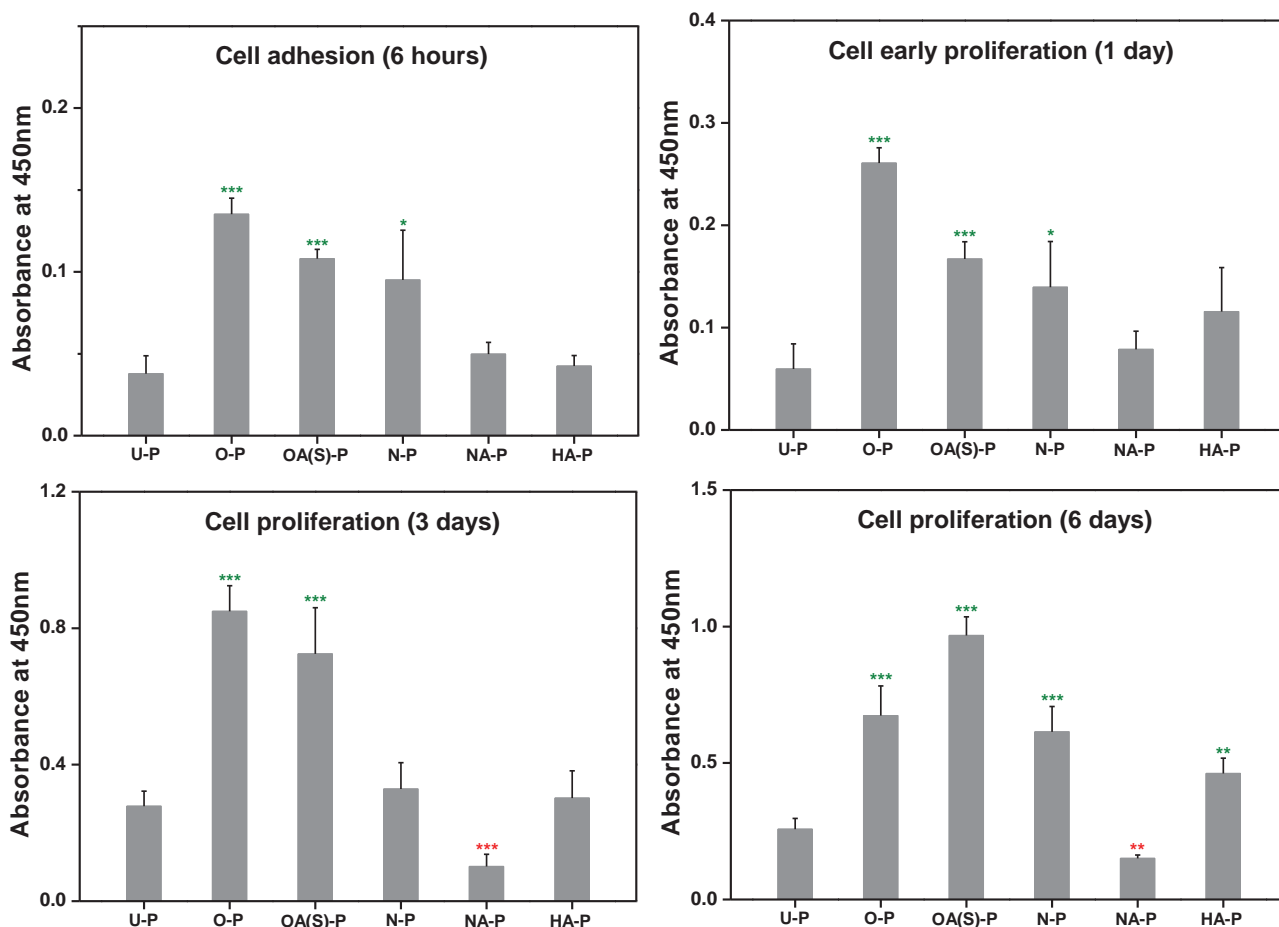 Cell adhesion (6 hours)
Absorbance at 450nm
0.2
0.1
0.0
***
***
*
U-P O-P OA(S)-P N-P NA-P HA-P
Cell early proliferation (1 day)
Absorbance at 450nm
0.4
0.3
0.2
0.1
0.0
***
***
*
U-P O-P OA(S)-P N-P NA-P HA-P
Cell proliferation (3 days)
Absorbance at 450nm
1.2
0.8
0.4
0.0
***
***
***
U-P O-P OA(S)-P N-P NA-P HA-P
Cell proliferation (6 days)
Absorbance at 450nm
1.5
1.0
0.5
0.0
***
***
***
**
**
U-P O-P OA(S)-P N-P NA-P HA-P